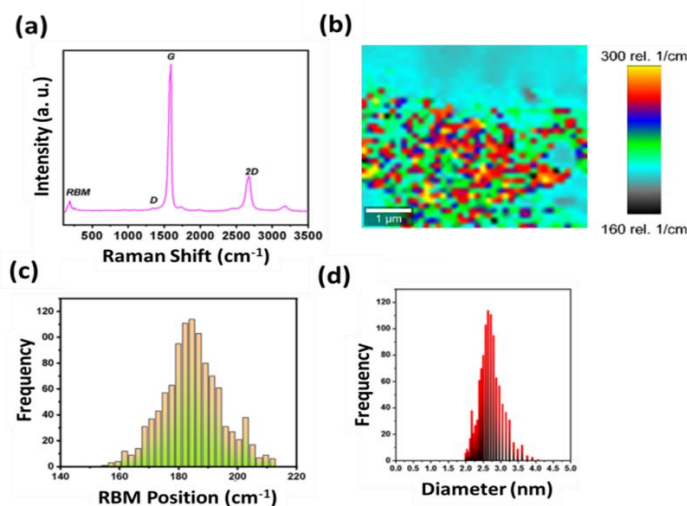 (a)
G
2D
RBM
D
Intensity (a. u.)
500 1000 1500 2000 2500 3000 3500
Raman Shift (cm⁻¹)
(b)
1 µm
300 rel. 1/cm
160 rel. 1/cm
(c)
120
100
80
60
40
20
0
Frequency
140 160 180 200 220
RBM Position (cm⁻¹)
(d)
120
100
80
60
40
20
0
Frequency
0.0 0.5 1.0 1.5 2.0 2.5 3.0 3.5 4.0 4.5 5.0
Diameter (nm)